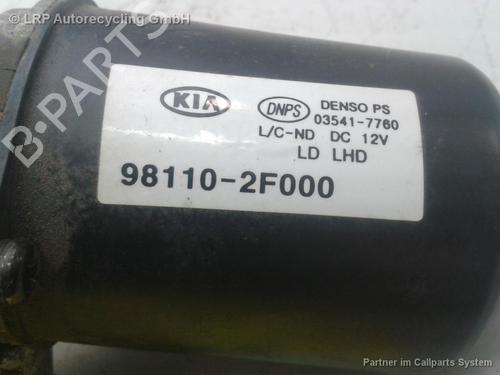 © LRP Autorecycling GmbH
B-PARTS
KIA
DNPS
DENSO PS
03541-7760
L/C-ND DC 12V
LD LHD
98110-2F000
Partner im Callparts System